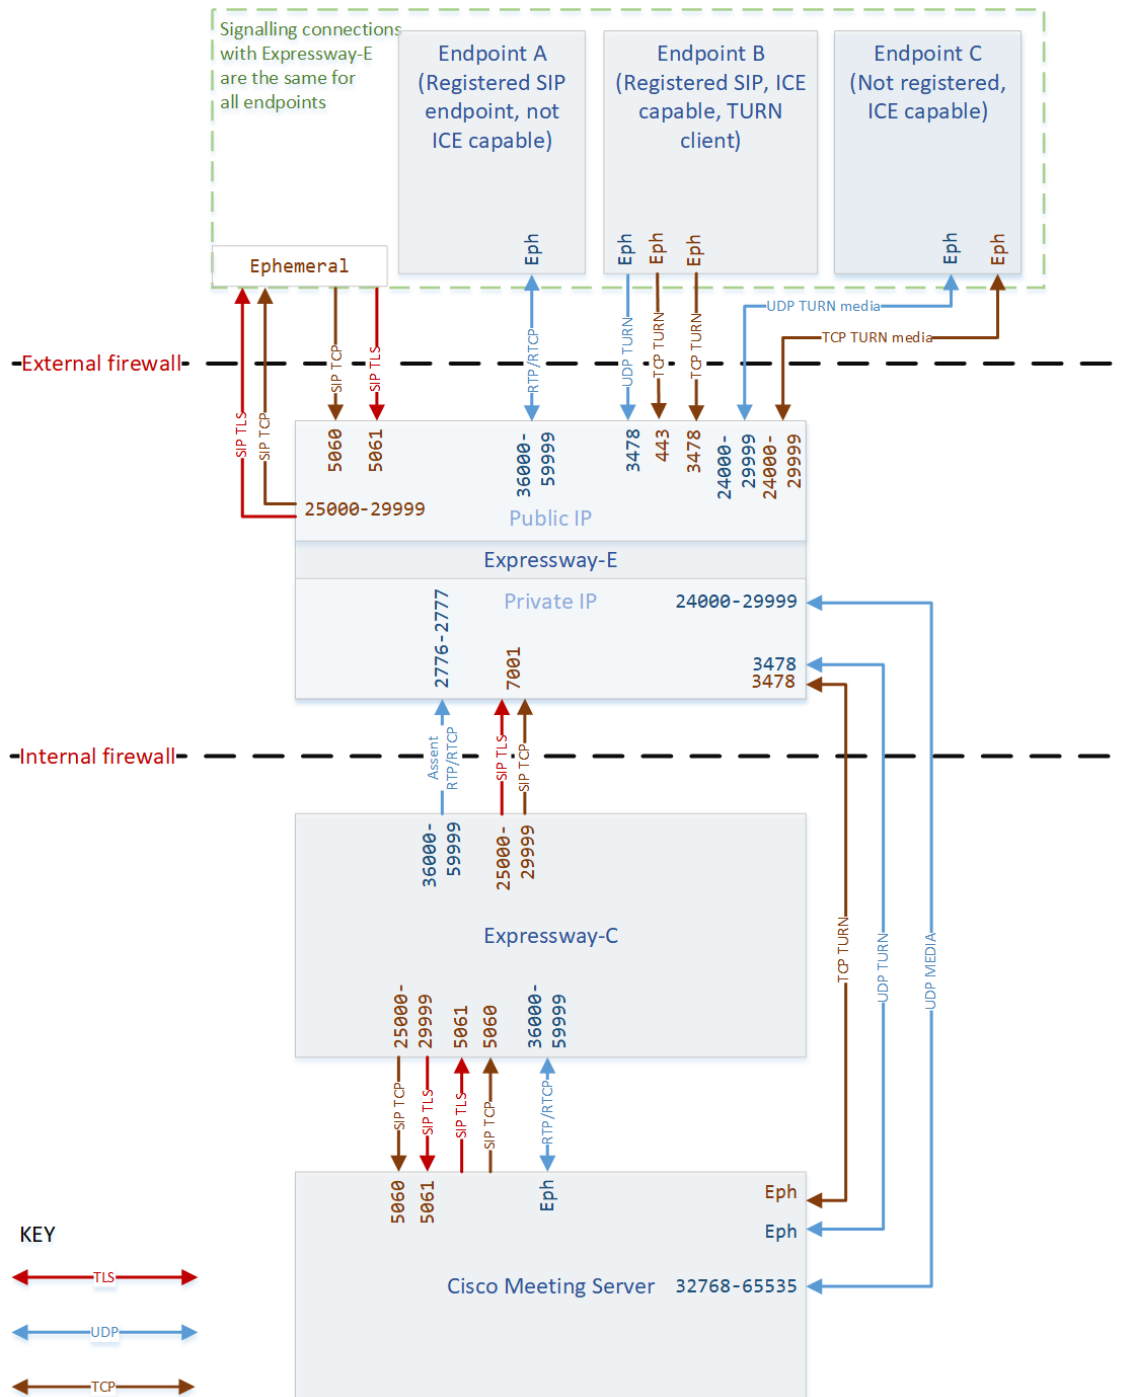 Signalling connections
with Expressway-E
are the same for
all endpoints
Endpoint A
(Registered SIP
endpoint, not
ICE capable)
Endpoint B
(Registered SIP, ICE
capable, TURN
client)
Endpoint C
(Not registered,
ICE capable)
Eph
Eph
Eph
Eph
Eph
Eph
Ephemeral
UDP TURN media
TCP TURN media
External firewall
SIP TLS
SIP TCP
SIP TCP
SIP TLS
RTP/RTCP
UDP TURN
TCP TURN
TCP TURN
5060
5061
36000-
59999
3478
443
3478
24000-
29999
24000-
29999
25000-29999
Public IP
Expressway-E
Private IP
24000-29999
2776-2777
7001
3478
3478
Internal firewall
Assent
RTP/RTCP
SIP TLS
SIP TCP
36000-
59999
25000-
29999
Expressway-C
TCP TURN
UDP TURN
UDP MEDIA
25000-
29999
5061
5060
36000-
59999
SIP TCP
SIP TLS
SIP TLS
SIP TCP
RTP/RTCP
5060
5061
Eph
Eph
Eph
Cisco Meeting Server
32768-65535
KEY
TLS
UDP
TCP